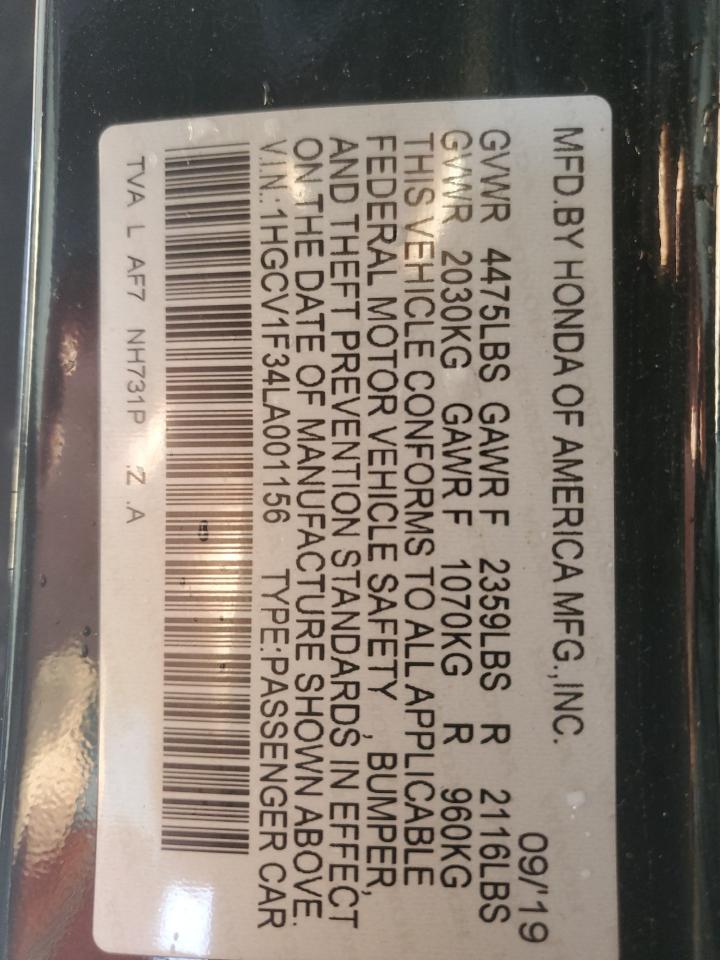 MFD.BY HONDA OF AMERICA MFG.,INC. 09/'19
GVWR 4475LBS GAWR F 2359LBS R 2116LBS
GVWR 2030KG GAWR F 1070KG R 960KG
THIS VEHICLE CONFORMS TO ALL APPLICABLE
FEDERAL MOTOR VEHICLE SAFETY , BUMPER,
AND THEFT PREVENTION STANDARDS IN EFFECT
ON THE DATE OF MANUFACTURE SHOWN ABOVE.
V.I.N.:1HGCV1F34LA001156 TYPE:PASSENGER CAR
TVA L AF7 NH731P .Z .A